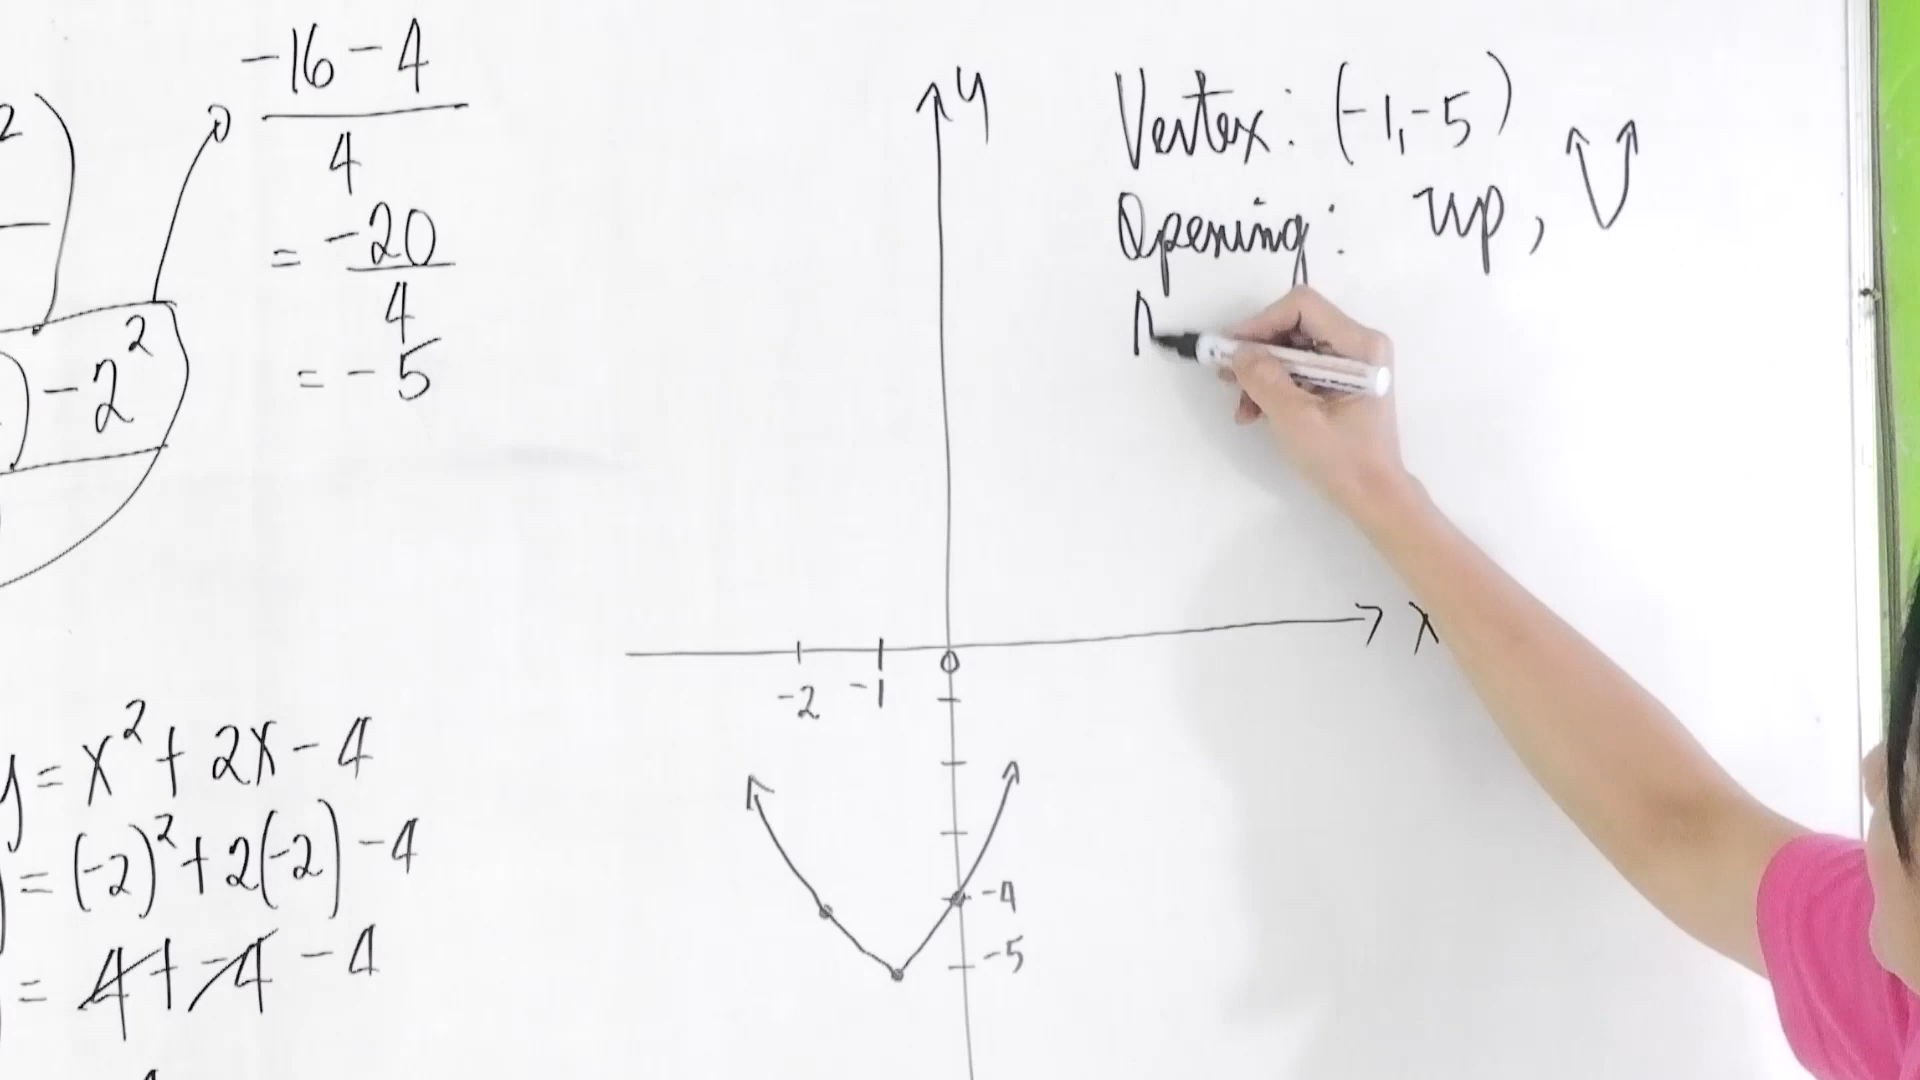 2)
-16 - 4
4
= -20
4
= -5
) - 2²
y = x² + 2x - 4
= (-2)² + 2(-2) - 4
= 4 + -4 - 4
y
Vertex: (-1, -5)
Opening: up,
x
0
-2 -1
-4
-5